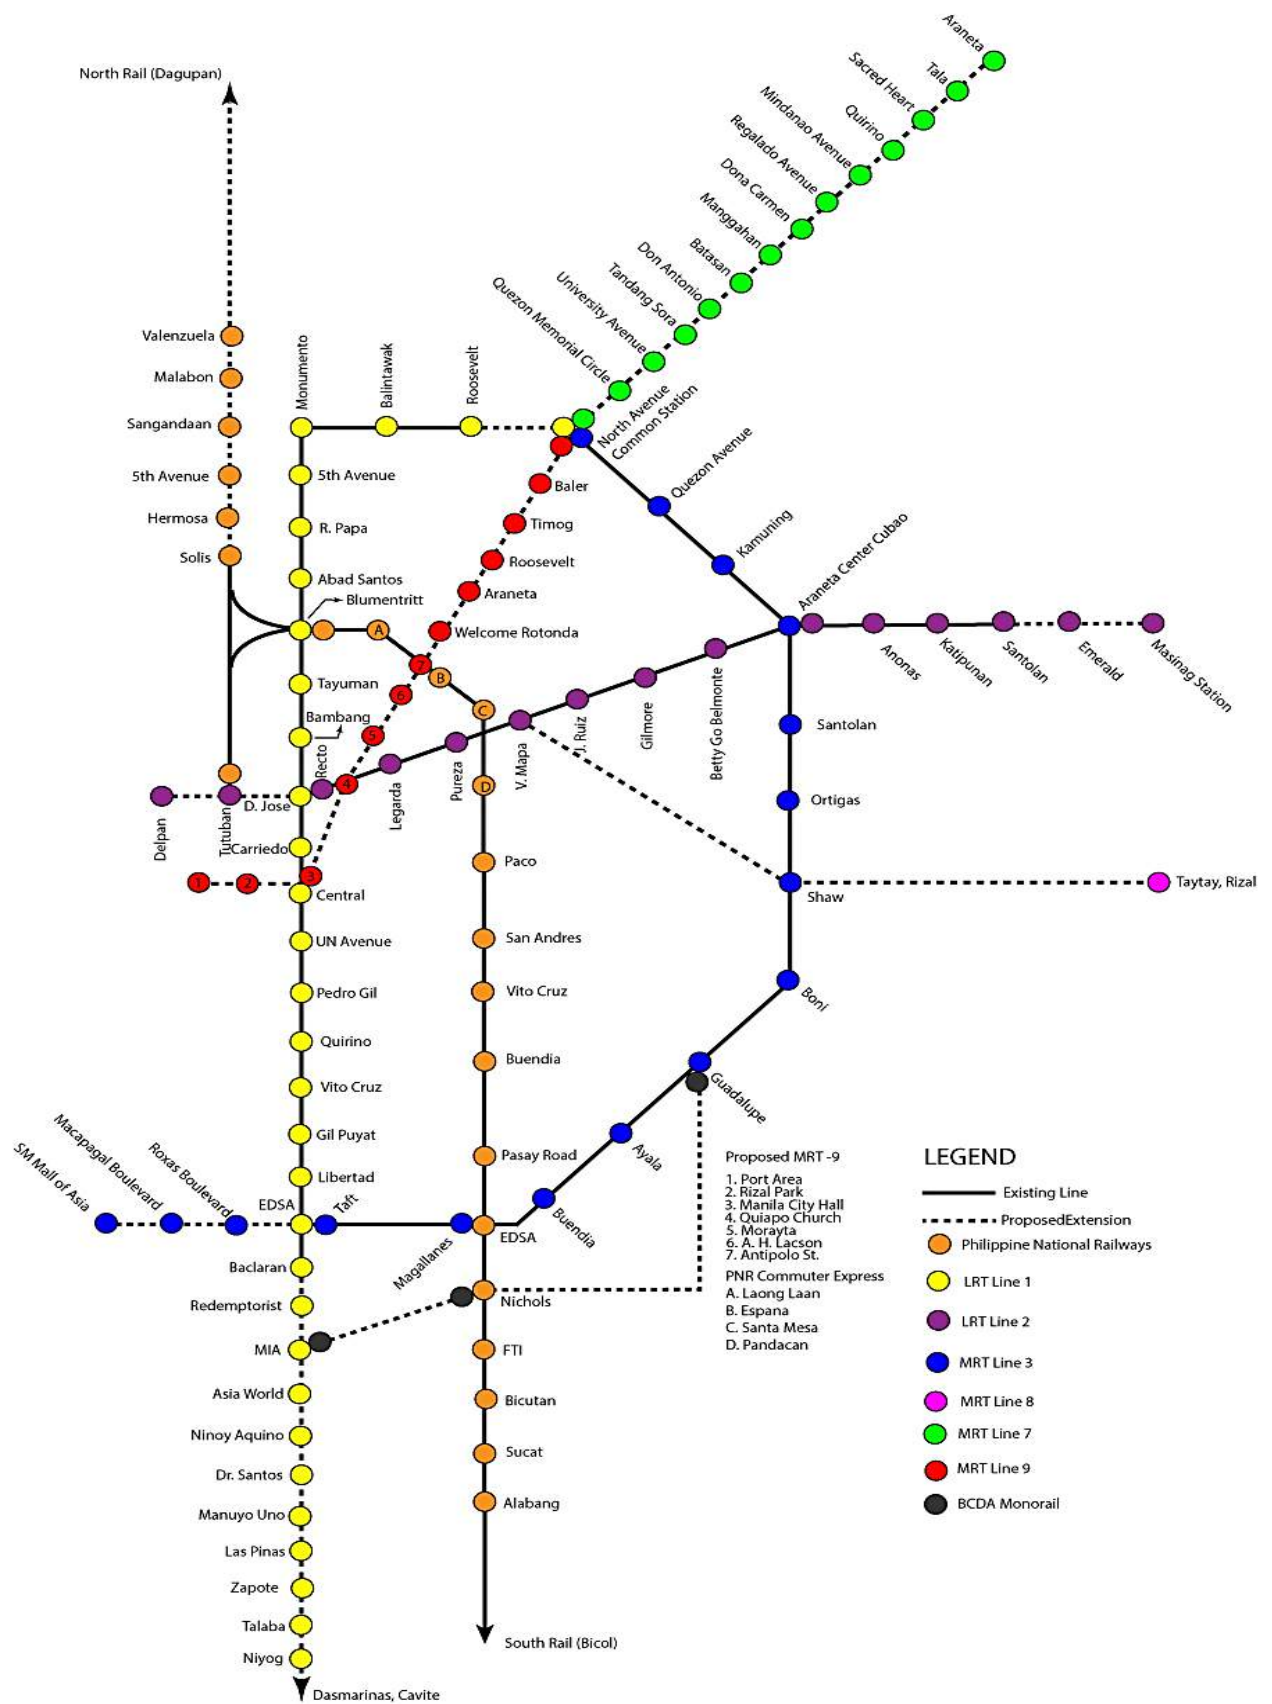 Araneta
Tala
Sacred Heart
Quirino
Mindanao Avenue
Regalado Avenue
Dona Carmen
Manggahan
Batasan
Don Antonio
Tandang Sora
University Avenue
Quezon Memorial Circle
North Rail (Dagupan)
Valenzuela
Malabon
Sangandaan
5th Avenue
Hermosa
Solis
Monumento
Balintawak
Roosevelt
North Avenue
Common Station
Quezon Avenue
Kamuning
Araneta Center Cubao
5th Avenue
R. Papa
Abad Santos
Blumentritt
Tayuman
Bambang
Recto
D. Jose
Tutuban
Delpan
Carriedo
Central
UN Avenue
Pedro Gil
Quirino
Vito Cruz
Gil Puyat
Libertad
EDSA
Baclaran
Redemptorist
MIA
Asia World
Ninoy Aquino
Dr. Santos
Manuyo Uno
Las Pinas
Zapote
Talaba
Niyog
Dasmarinas, Cavite
Baler
Timog
Roosevelt
Araneta
Welcome Rotonda
7
6
5
4
3
2
1
A
B
C
D
Legarda
Pureza
V. Mapa
J. Ruiz
Gilmore
Betty Go Belmonte
Anonas
Katipunan
Santolan
Emerald
Masinag Station
Santolan
Ortigas
Shaw
Taytay, Rizal
Boni
Guadalupe
Ayala
Buendia
Magallanes
Taft
Roxas Boulevard
Macapagal Boulevard
SM Mall of Asia
Paco
San Andres
Vito Cruz
Buendia
Pasay Road
EDSA
Nichols
FTI
Bicutan
Sucat
Alabang
South Rail (Bicol)
Proposed MRT -9
1. Port Area
2. Rizal Park
3. Manila City Hall
4. Quiapo Church
5. Morayta
6. A. H. Lacson
7. Antipolo St.
PNR Commuter Express
A. Laong Laan
B. Espana
C. Santa Mesa
D. Pandacan
LEGEND
Existing Line
ProposedExtension
Philippine National Railways
LRT Line 1
LRT Line 2
MRT Line 3
MRT Line 8
MRT Line 7
MRT Line 9
BCDA Monorail